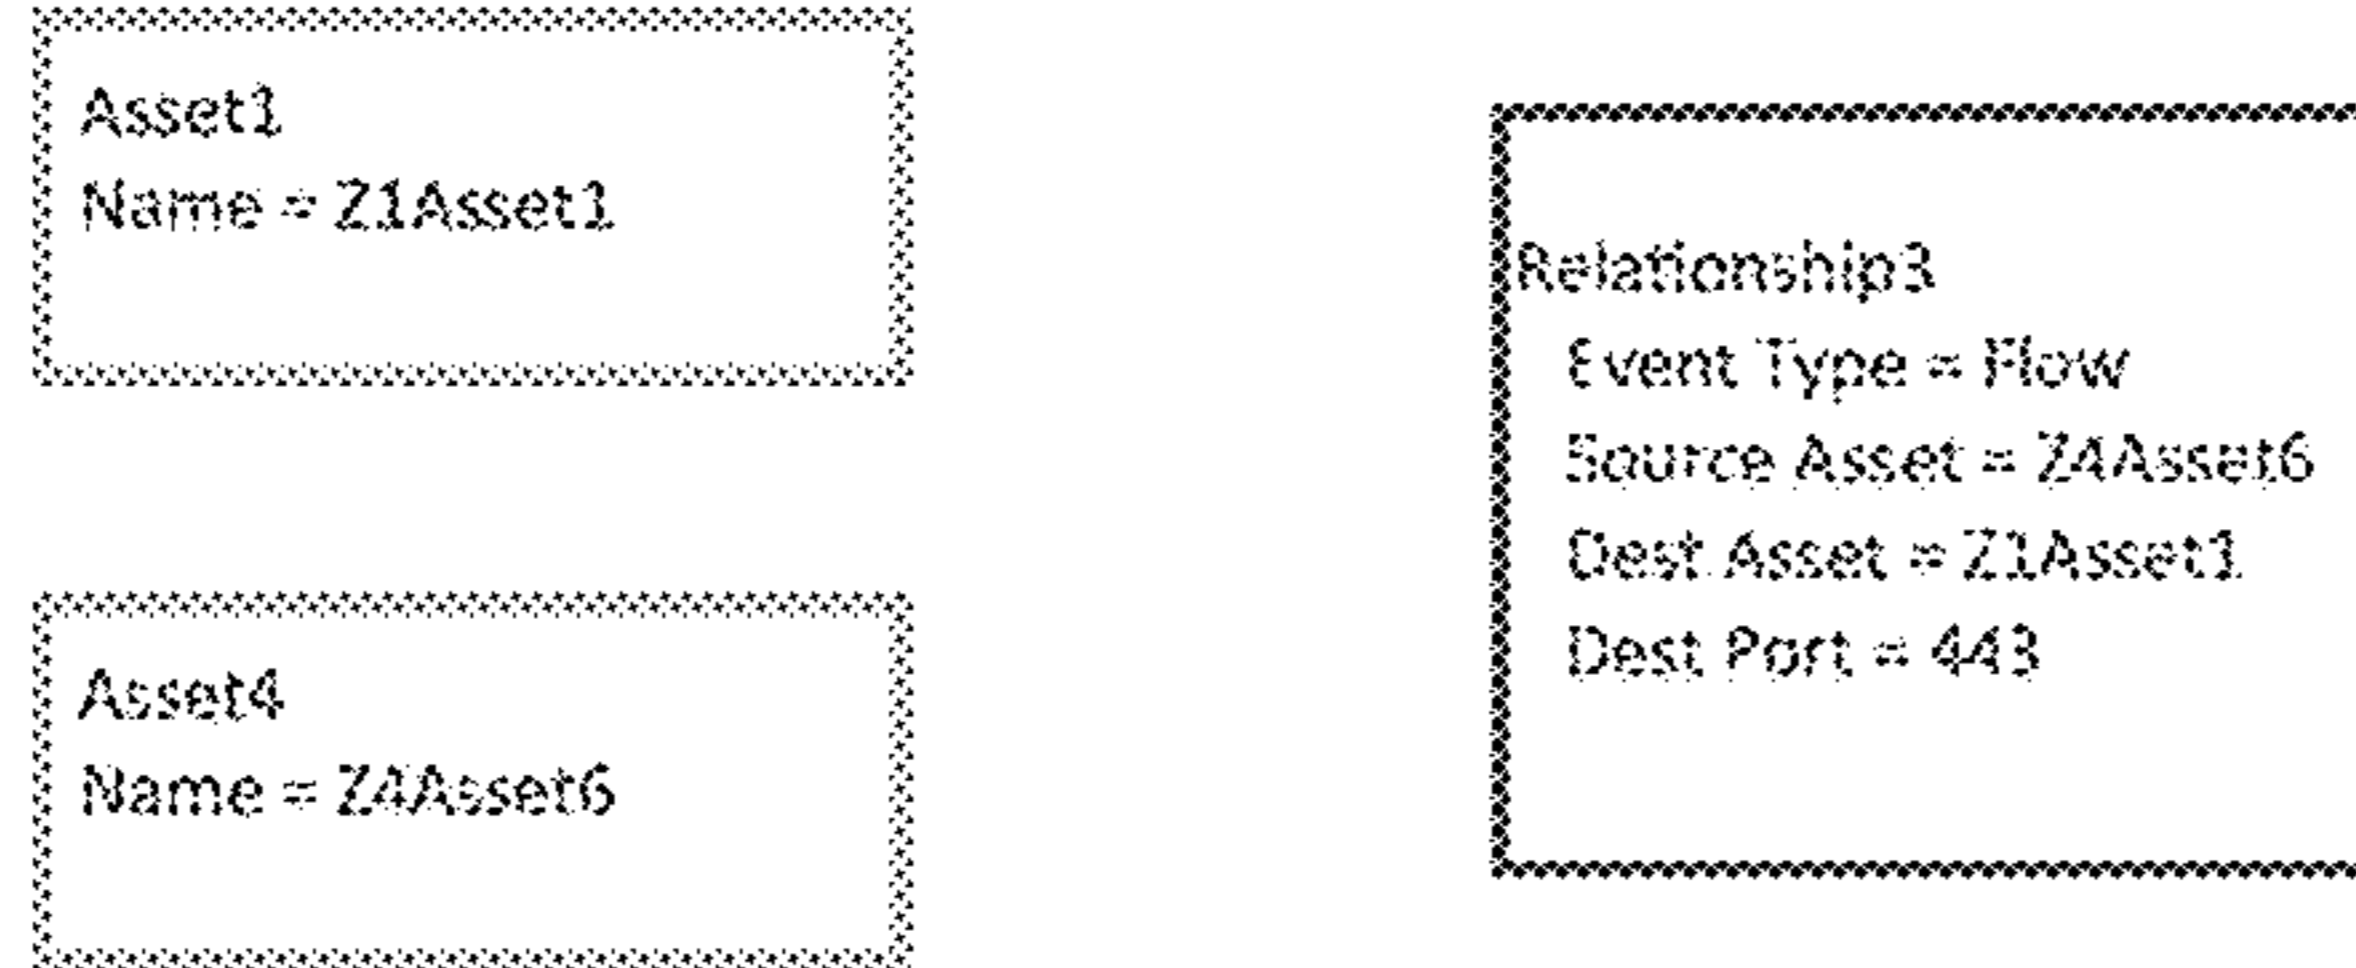 Asset1
Name = Z1Asset1
Asset4
Name = Z4Asset6
Relationship3
Event Type = Flow
Source Asset = Z4Asset6
Dest Asset = Z1Asset1
Dest Port = 443